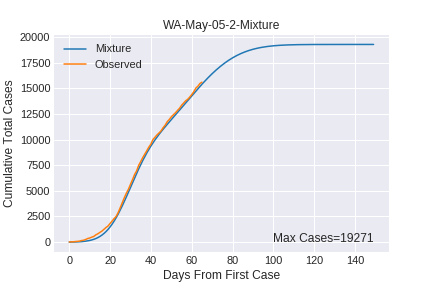 WA-May-05-2-Mixture
Mixture
Observed
Cumulative Total Cases
20000
17500
15000
12500
10000
7500
5000
2500
0
Max Cases=19271
0 20 40 60 80 100 120 140
Days From First Case